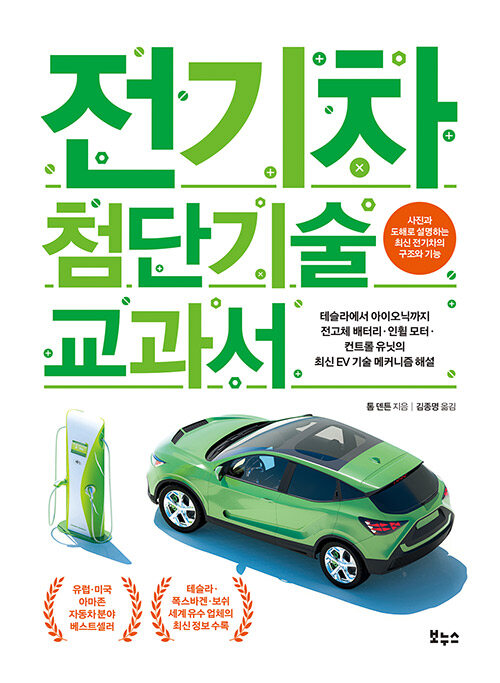 전기차
첨단기술
교과서
사진과
도해로 설명하는
최신 전기차의
구조와 기능
테슬라에서 아이오닉까지
전고체 배터리·인휠 모터·
컨트롤 유닛의
최신 EV 기술 메커니즘 해설
톰 덴튼 지음 | 김종명 옮김
유럽·미국
아마존
자동차 분야
베스트셀러
테슬라·
폭스바겐·보쉬
세계 유수 업체의
최신 정보 수록
보누스